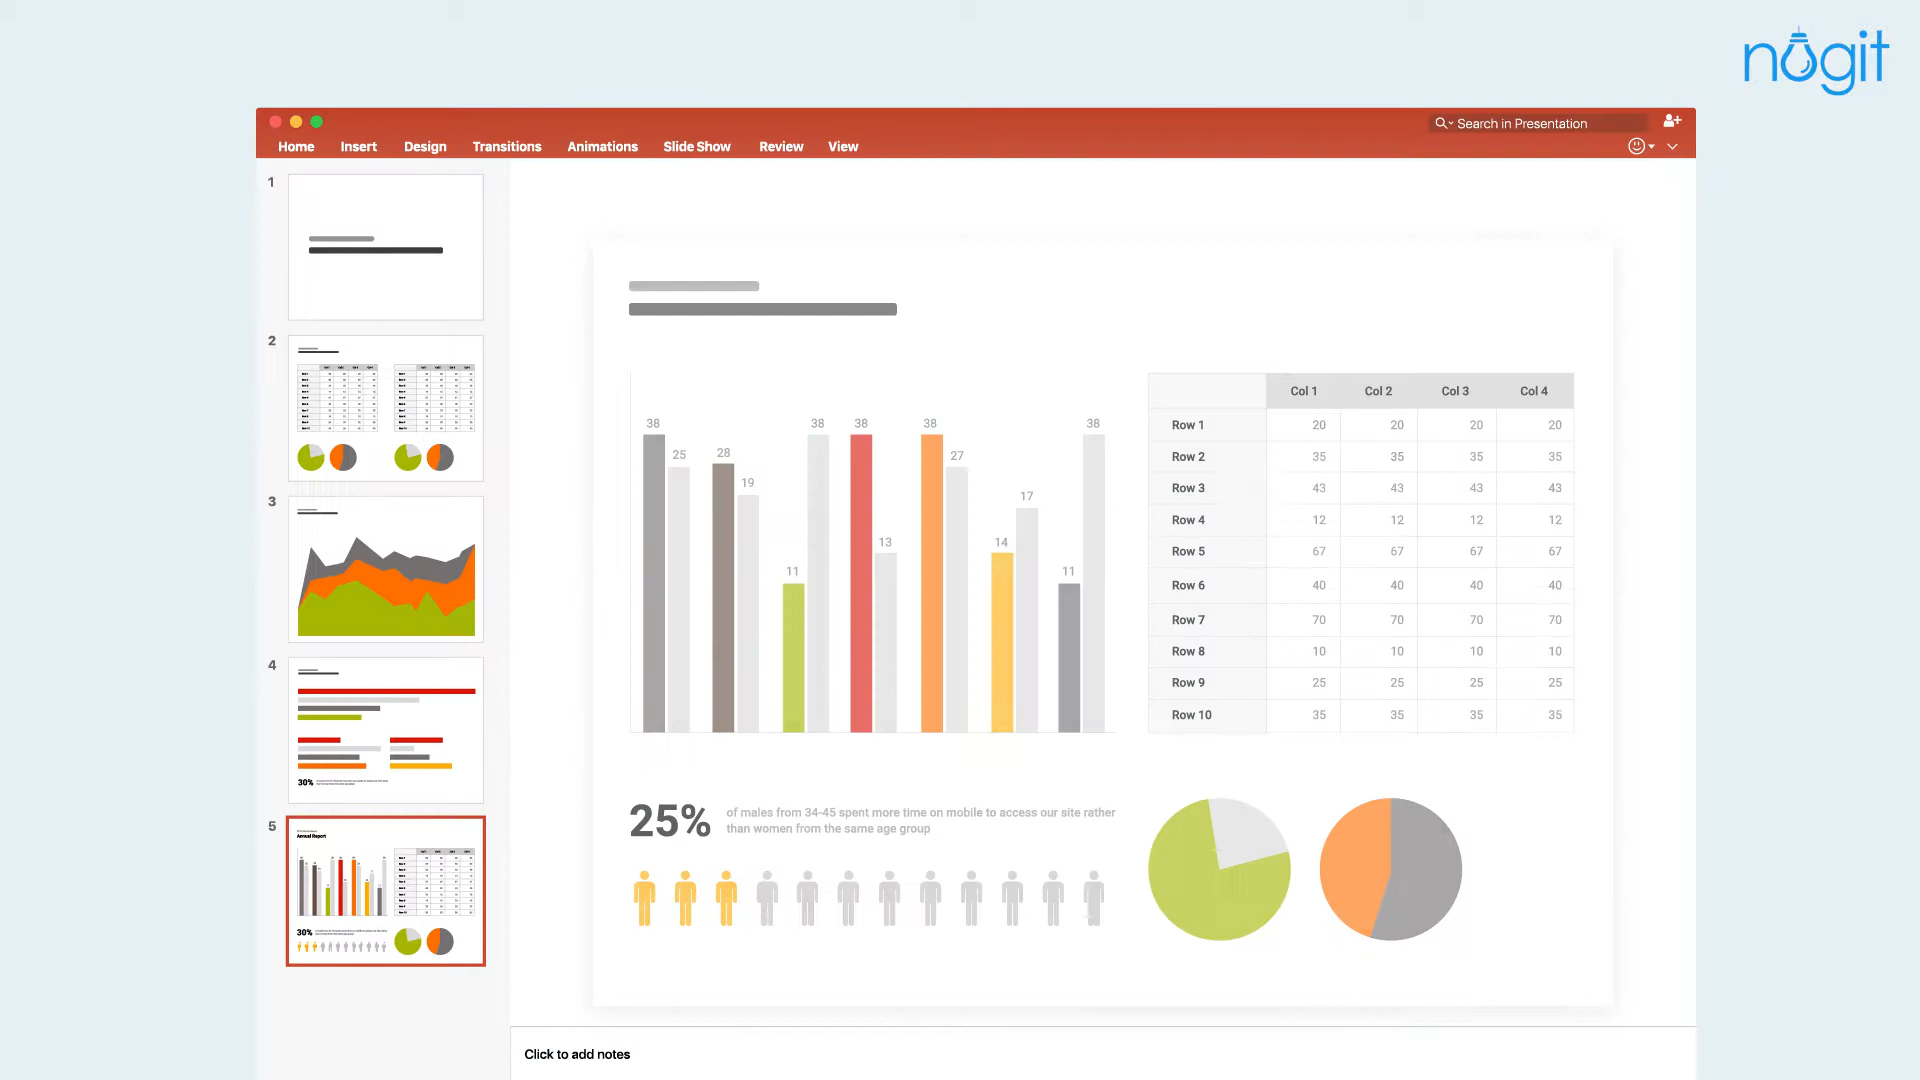 nugit
Search in Presentation
Home Insert Design Transitions Animations Slide Show Review View
1
2
3
4
30%
5
Annual Report
30%
38 25 28 19 11 38 38 13 38 27 14 17 11 38
Col 1 Col 2 Col 3 Col 4
Row 1 20 20 20 20
Row 2 35 35 35 35
Row 3 43 43 43 43
Row 4 12 12 12 12
Row 5 67 67 67 67
Row 6 40 40 40 40
Row 7 70 70 70 70
Row 8 10 10 10 10
Row 9 25 25 25 25
Row 10 35 35 35 35
25%
of males from 34-45 spent more time on mobile to access our site rather
than women from the same age group
Click to add notes